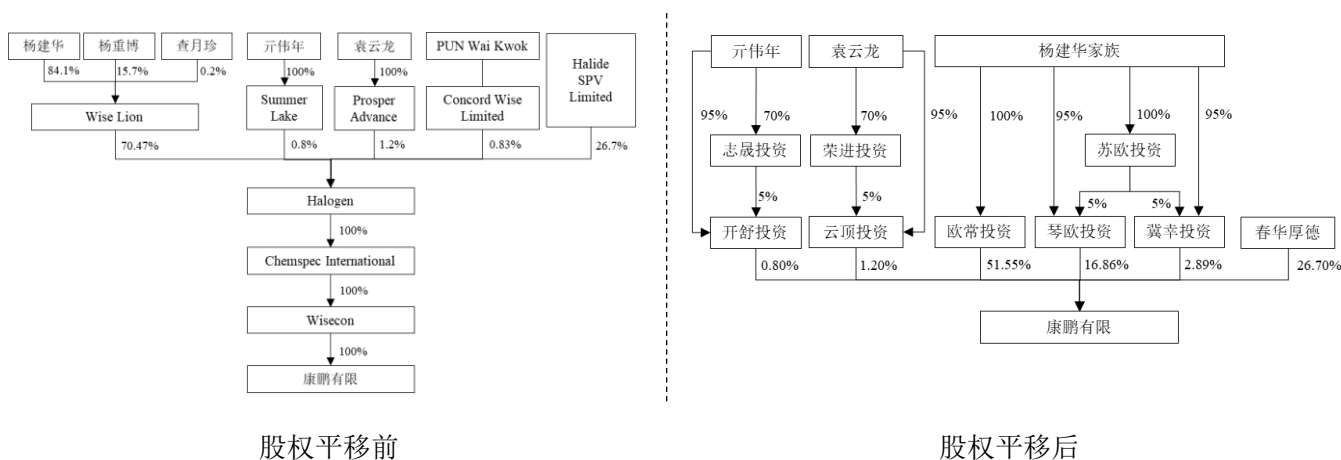 杨建华
杨重博
查月珍
亓伟年
袁云龙
PUN Wai Kwok
Halide
SPV
Limited
84.1%
15.7%
0.2%
100%
100%
Wise Lion
Summer
Lake
Prosper
Advance
Concord Wise
Limited
70.47%
0.8%
1.2%
0.83%
26.7%
Halogen
100%
Chemspec International
100%
Wisecon
100%
康鹏有限
股权平移前
亓伟年
袁云龙
杨建华家族
95%
70%
70%
95%
100%
95%
100%
95%
志晟投资
荣进投资
苏欧投资
5%
5%
5%
5%
开舒投资
云顶投资
欧常投资
琴欧投资
冀幸投资
春华厚德
0.80%
1.20%
51.55%
16.86%
2.89%
26.70%
康鹏有限
股权平移后